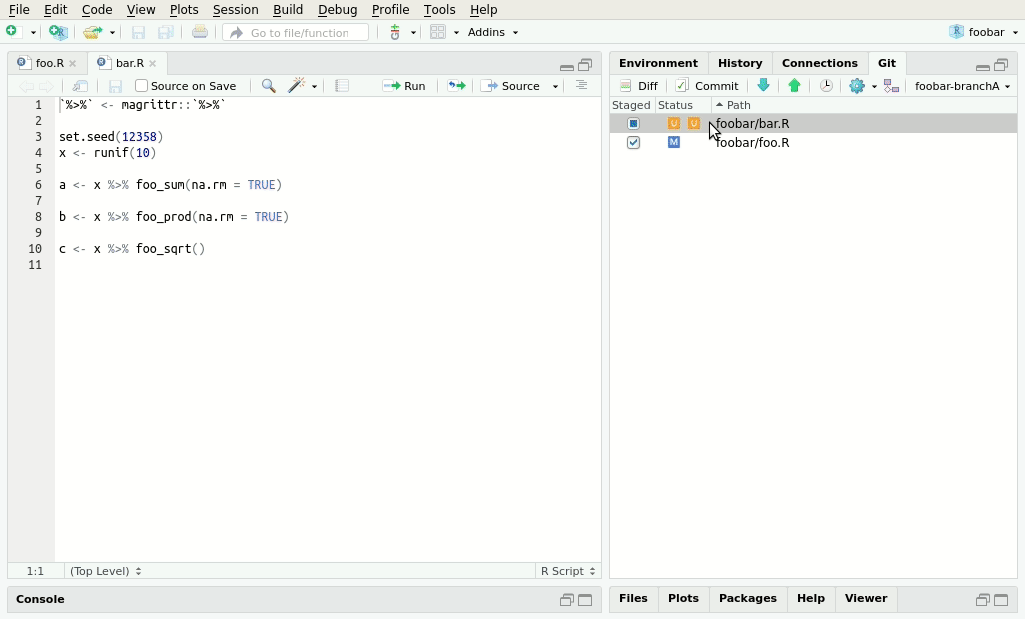 File Edit Code View Plots Session Build Debug Profile Tools Help
Go to file/function Addins foobar
foo.R bar.R
Source on Save Run Source
1 `%>%` <- magrittr::`%>%`
2
3 set.seed(12358)
4 x <- runif(10)
5
6 a <- x %>% foo_sum(na.rm = TRUE)
7
8 b <- x %>% foo_prod(na.rm = TRUE)
9
10 c <- x %>% foo_sqrt()
11
1:1 (Top Level) R Script
Console
Environment History Connections Git
Diff Commit foobar-branchA
Staged Status Path
U U foobar/bar.R
M foobar/foo.R
Files Plots Packages Help Viewer